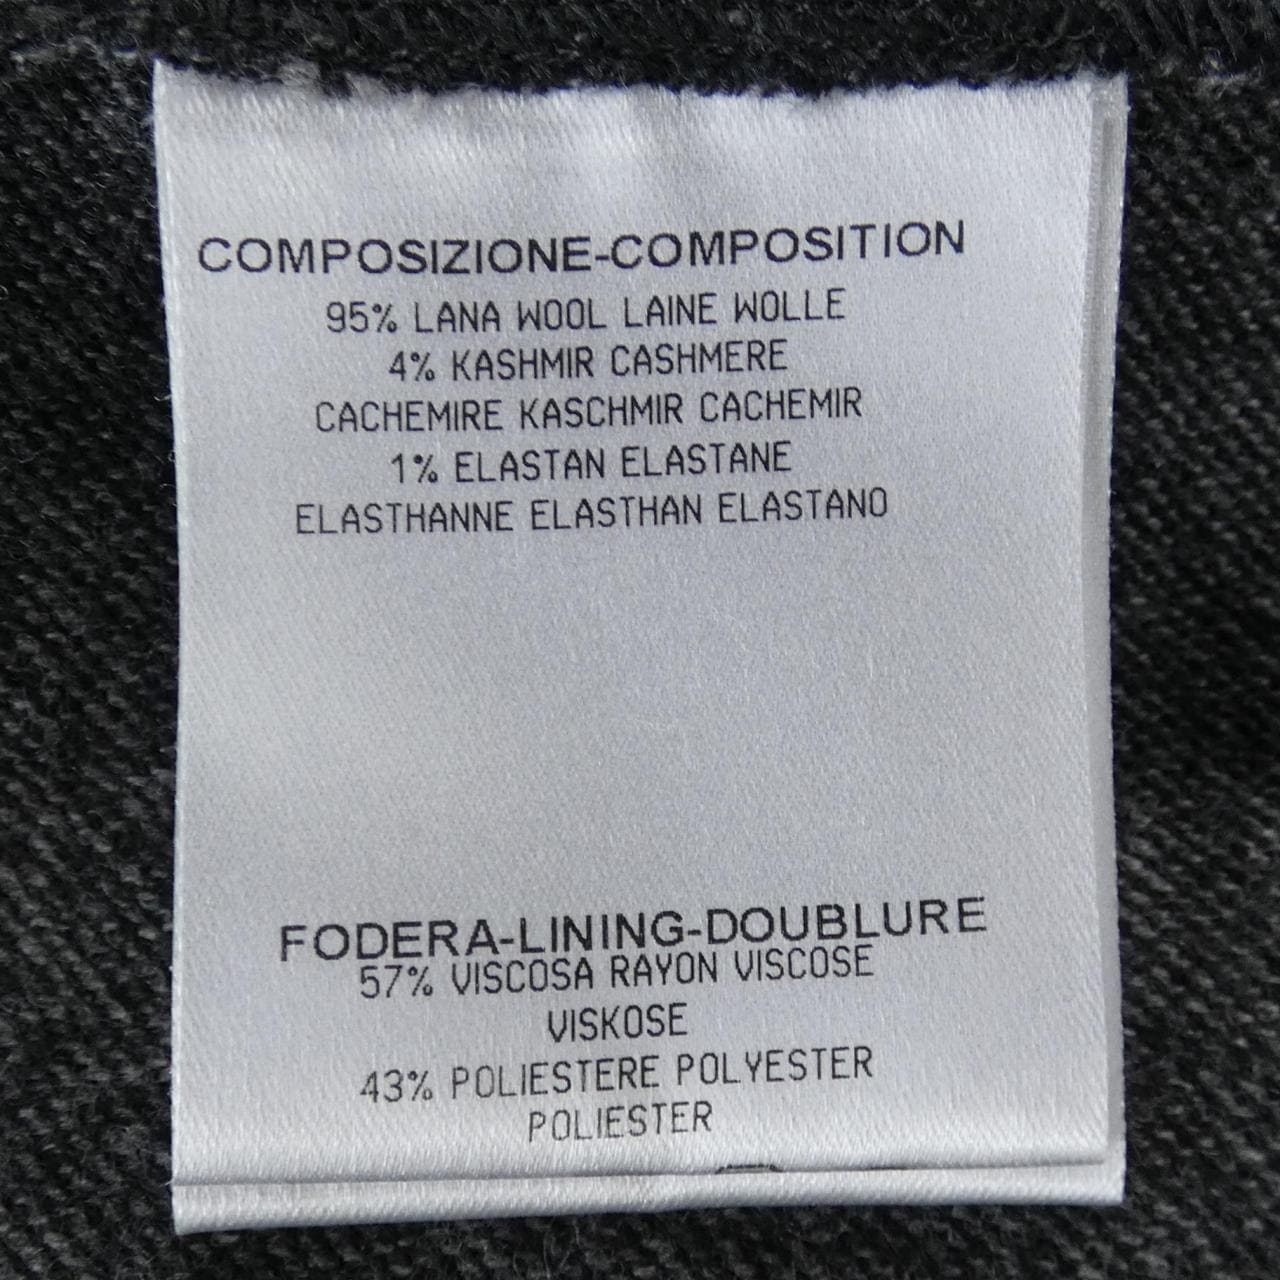 COMPOSIZIONE-COMPOSITION
95% LANA WOOL LAINE WOLLE
4% KASHMIR CASHMERE
CACHEMIRE KASCHMIR CACHEMIR
1% ELASTAN ELASTANE
ELASTHANNE ELASTHAN ELASTANO
FODERA-LINING-DOUBLURE
57% VISCOSA RAYON VISCOSE
VISKOSE
43% POLIESTERE POLYESTER
POLIESTER